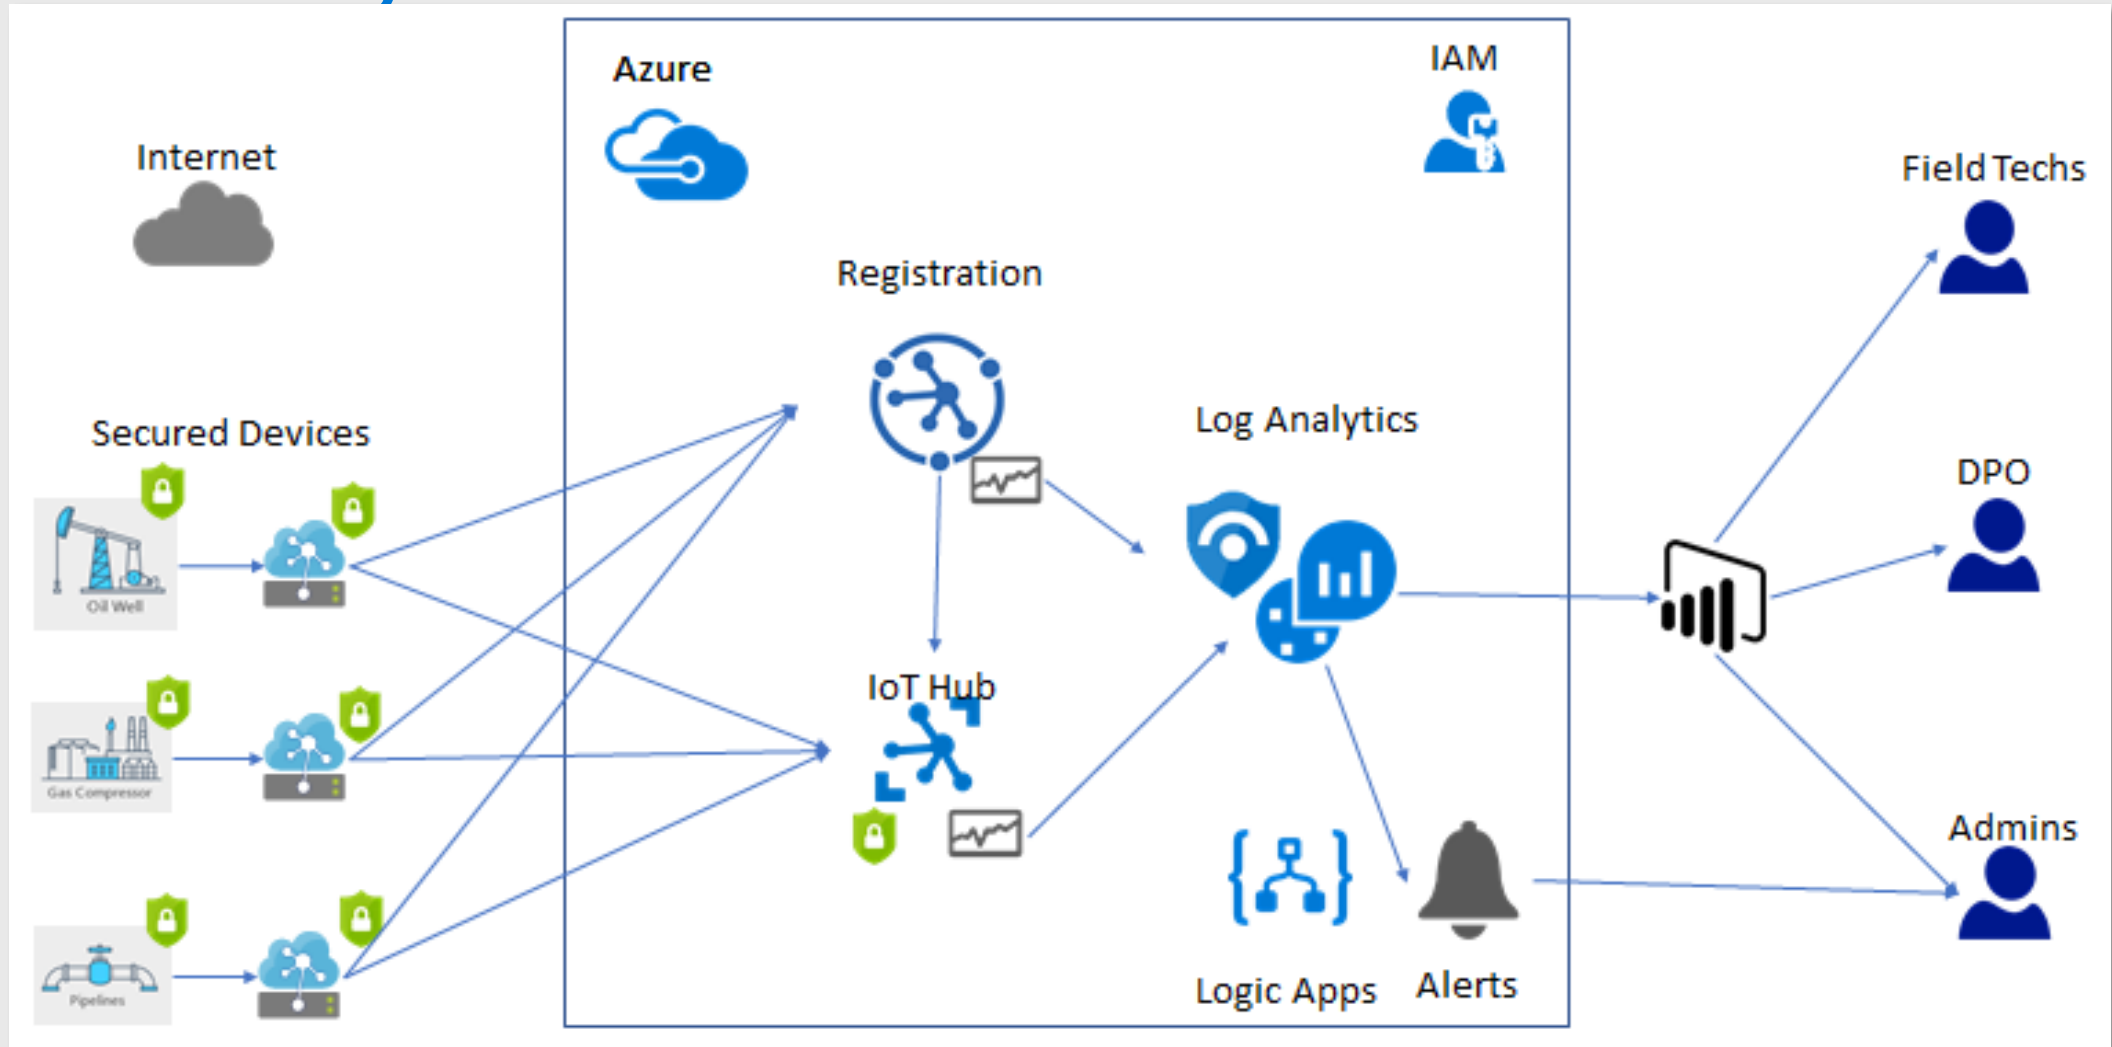 Azure
IAM
Internet
Field Techs
Registration
Secured Devices
Log Analytics
DPO
Oil Well
IoT Hub
Gas Compressor
Admins
Pipelines
Logic Apps
Alerts